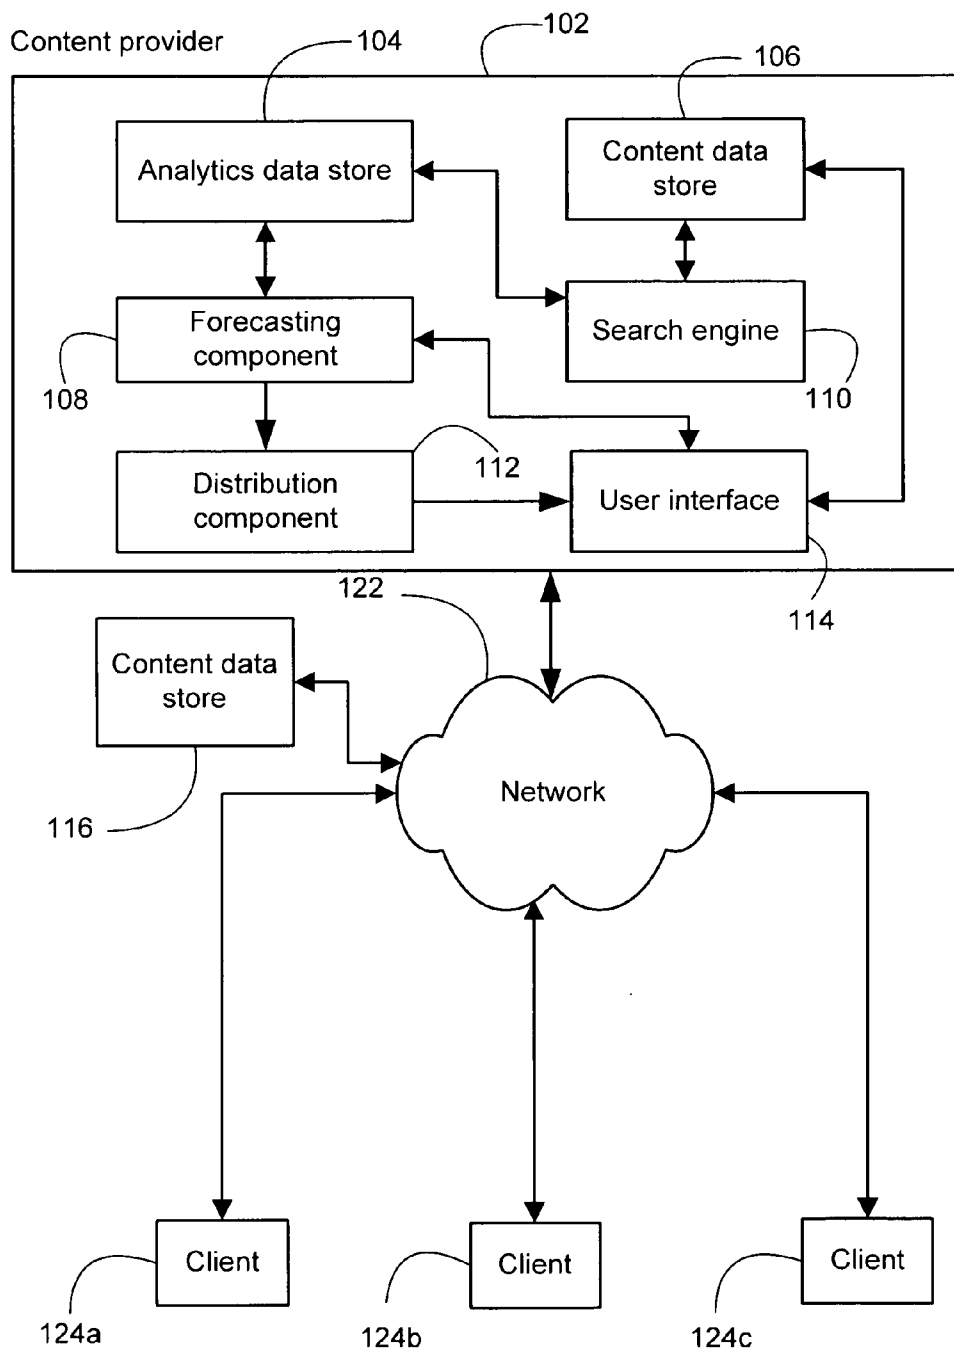 Content provider
102
104
106
Analytics data store
Content data
store
Forecasting
component
Search engine
108
110
112
Distribution
component
User interface
122
114
Content data
store
Network
116
Client
Client
Client
124a
124b
124c